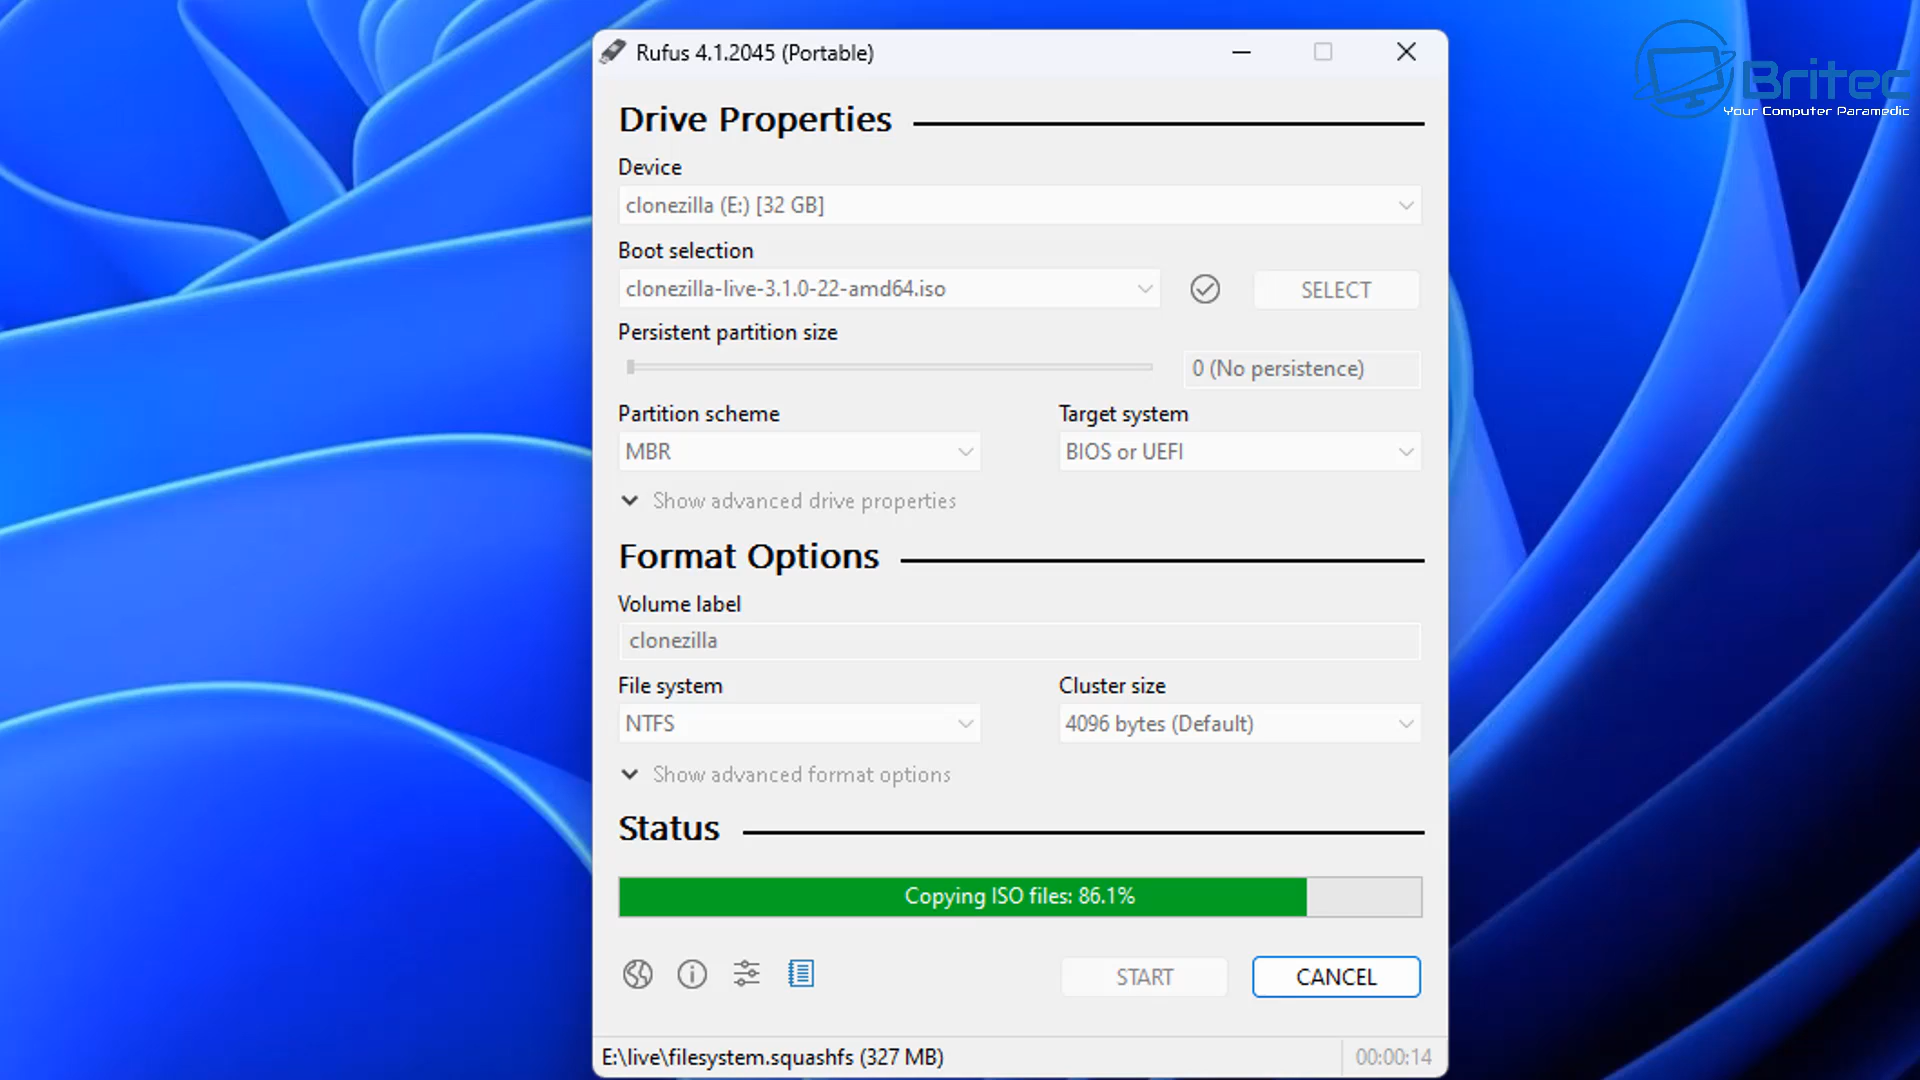 Rufus 4.1.2045 (Portable)
Britec
Your Computer Paramedic
Drive Properties
Device
clonezilla (E:) [32 GB]
Boot selection
clonezilla-live-3.1.0-22-amd64.iso
SELECT
Persistent partition size
0 (No persistence)
Partition scheme
Target system
MBR
BIOS or UEFI
Show advanced drive properties
Format Options
Volume label
clonezilla
File system
Cluster size
NTFS
4096 bytes (Default)
Show advanced format options
Status
Copying ISO files: 86.1%
START
CANCEL
E:\live\filesystem.squashfs (327 MB)
00:00:14